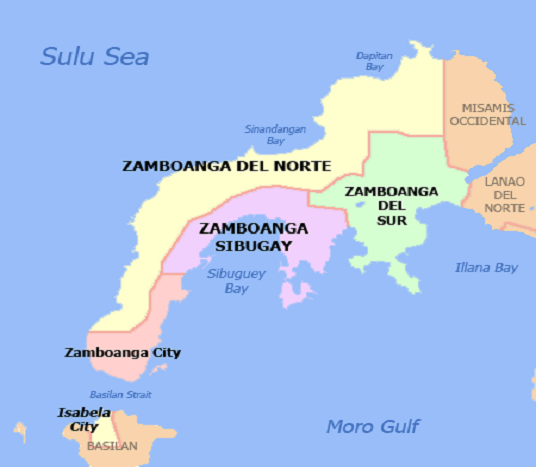 Sulu Sea
Dapitan
Bay
MISAMIS
OCCIDENTAL
Sinandangan
Bay
ZAMBOANGA DEL NORTE
ZAMBOANGA
DEL
SUR
LANAO
DEL
NORTE
ZAMBOANGA
SIBUGAY
Sibuguey
Bay
Illana Bay
Zamboanga City
Basilan Strait
Isabela
City
Moro Gulf
BASILAN